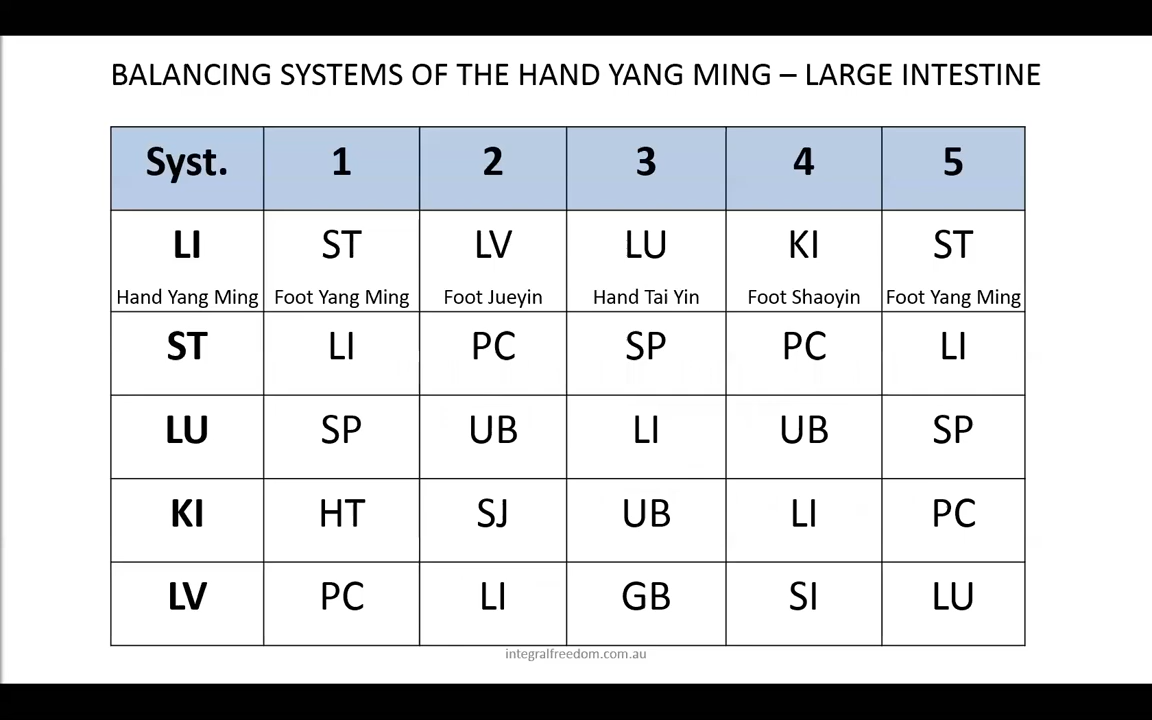 BALANCING SYSTEMS OF THE HAND YANG MING – LARGE INTESTINE
Syst. 1 2 3 4 5
LI ST LV LU KI ST
Hand Yang Ming Foot Yang Ming Foot Jueyin Hand Tai Yin Foot Shaoyin Foot Yang Ming
ST LI PC SP PC LI
LU SP UB LI UB SP
KI HT SJ UB LI PC
LV PC LI GB SI LU
integralfreedom.com.au